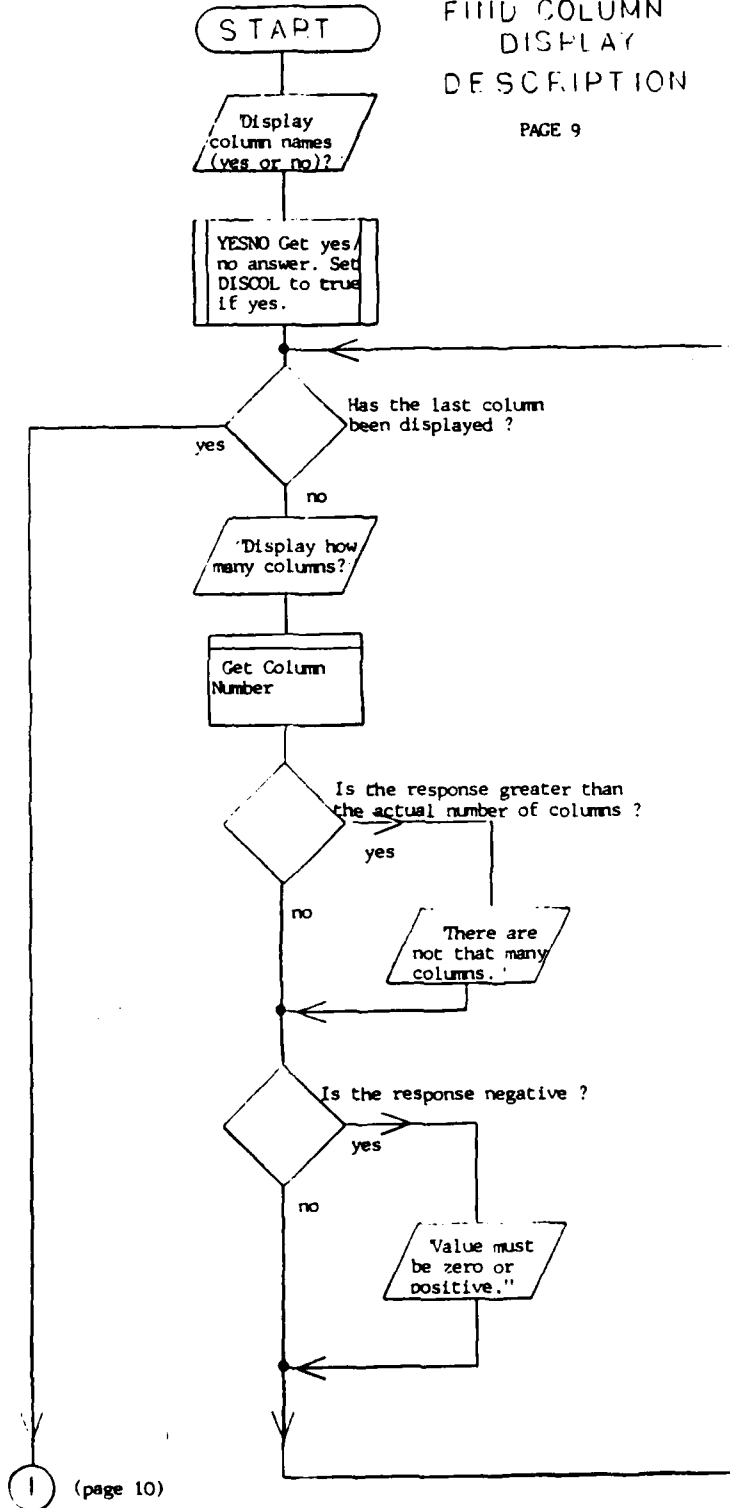 START
FIND COLUMN
DISPLAY
DESCRIPTION
PAGE 9
"Display
column names
(yes or no)?
YESNO Get yes/
no answer. Set
DISCOL to true
if yes.
Has the last column
been displayed ?
yes
no
"Display how
many columns?
Get Column
Number
Is the response greater than
the actual number of columns ?
yes
no
"There are
not that many
columns."
Is the response negative ?
yes
no
"Value must
be zero or
positive."
1 (page 10)